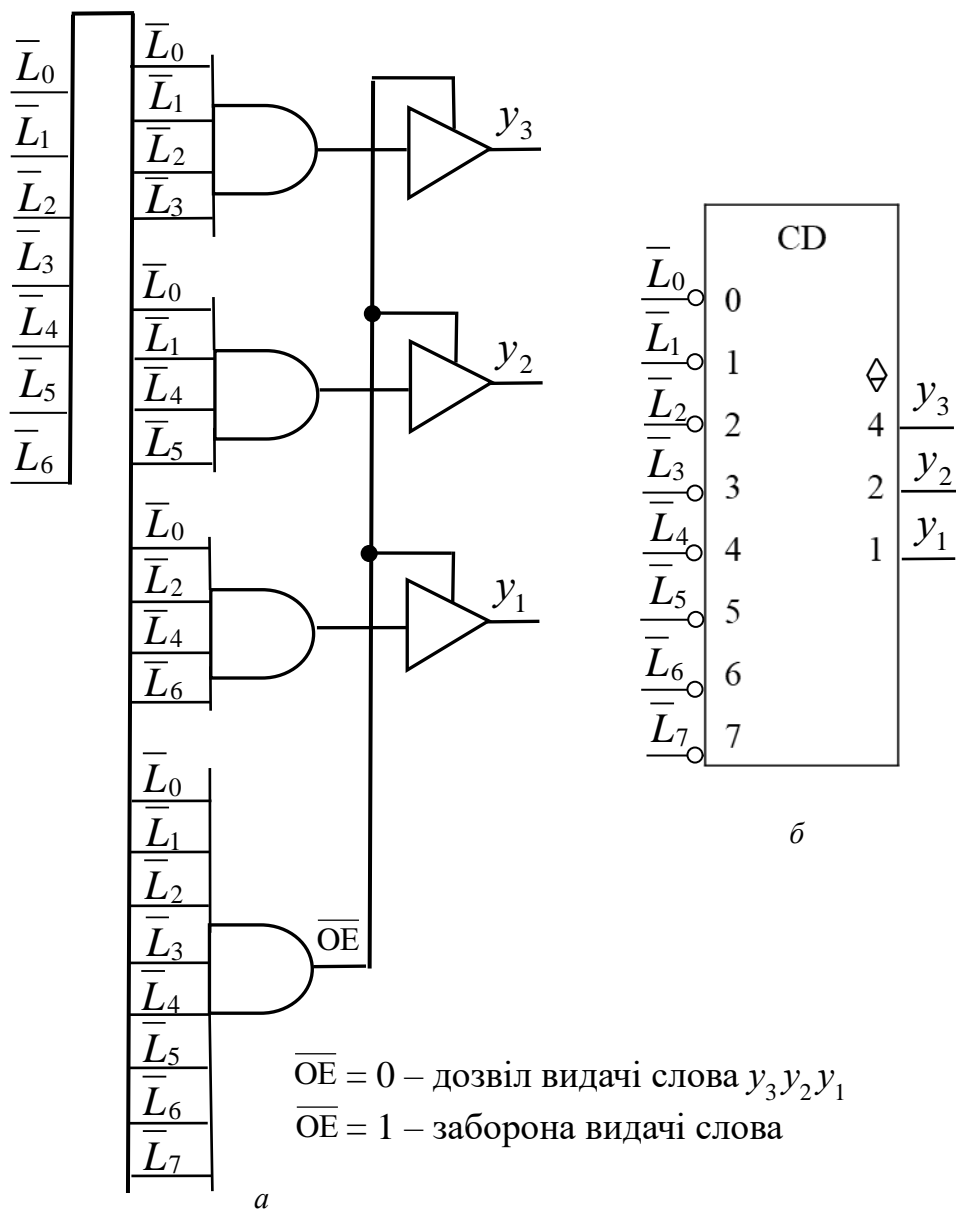 L̅₀
L̅₁
L̅₂
L̅₃
L̅₄
L̅₅
L̅₆
L̅₀
L̅₁
L̅₂
L̅₃
y₃
L̅₀
L̅₁
L̅₄
L̅₅
y₂
L̅₀
L̅₂
L̅₄
L̅₆
y₁
L̅₀
L̅₁
L̅₂
L̅₃
L̅₄
L̅₅
L̅₆
L̅₇
O̅E̅
O̅E̅ = 0 – дозвіл видачі слова y₃y₂y₁
O̅E̅ = 1 – заборона видачі слова
а
CD
L̅₀ 0
L̅₁ 1
L̅₂ 2 4 y₃
L̅₃ 3 2 y₂
L̅₄ 4 1 y₁
L̅₅ 5
L̅₆ 6
L̅₇ 7
б